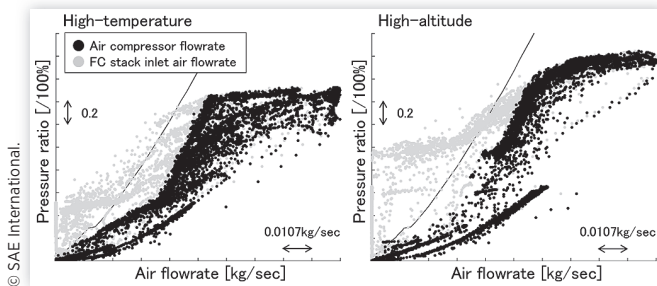 High-temperature
Air compressor flowrate
FC stack inlet air flowrate
0.2
Pressure ratio [/100%]
0.0107kg/sec
Air flowrate [kg/sec]
High-altitude
0.2
Pressure ratio [/100%]
0.0107kg/sec
Air flowrate [kg/sec]
© SAE International.